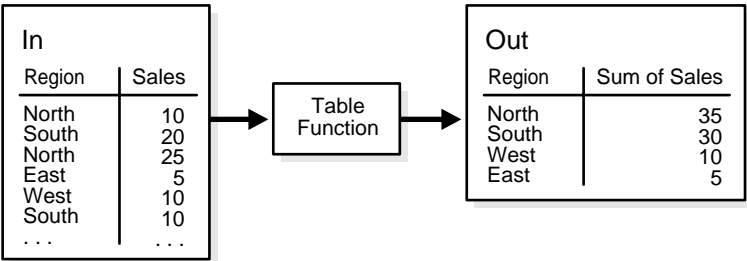 In
Region Sales
North 10
South 20
North 25
East 5
West 10
South 10
. . . . . .
Table
Function
Out
Region Sum of Sales
North 35
South 30
West 10
East 5